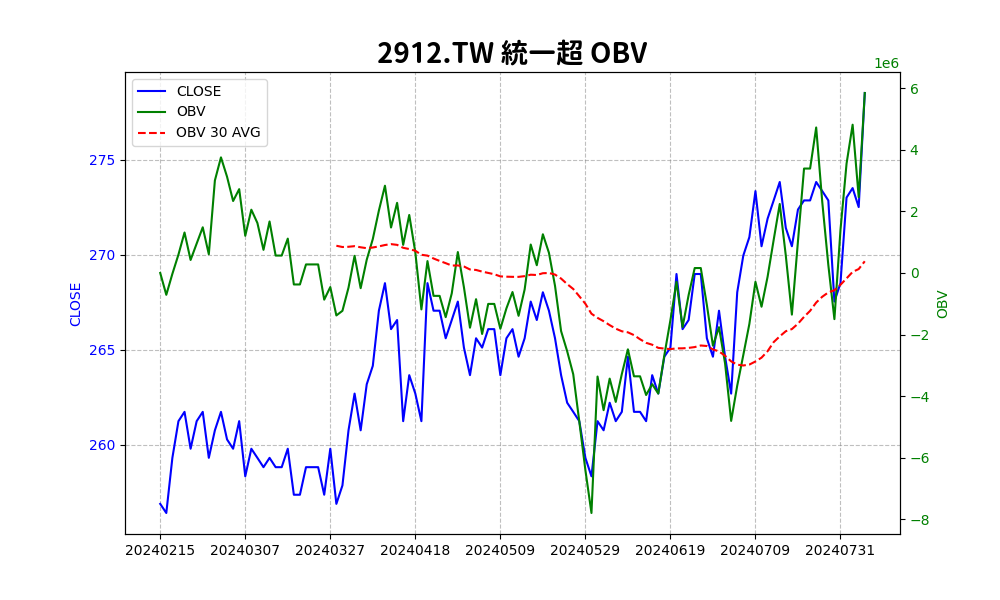 2912.TW 統一超 OBV
1e6
CLOSE
OBV
OBV 30 AVG
275
270
265
260
CLOSE
6
4
2
0
−2
−4
−6
−8
OBV
20240215 20240307 20240327 20240418 20240509 20240529 20240619 20240709 20240731